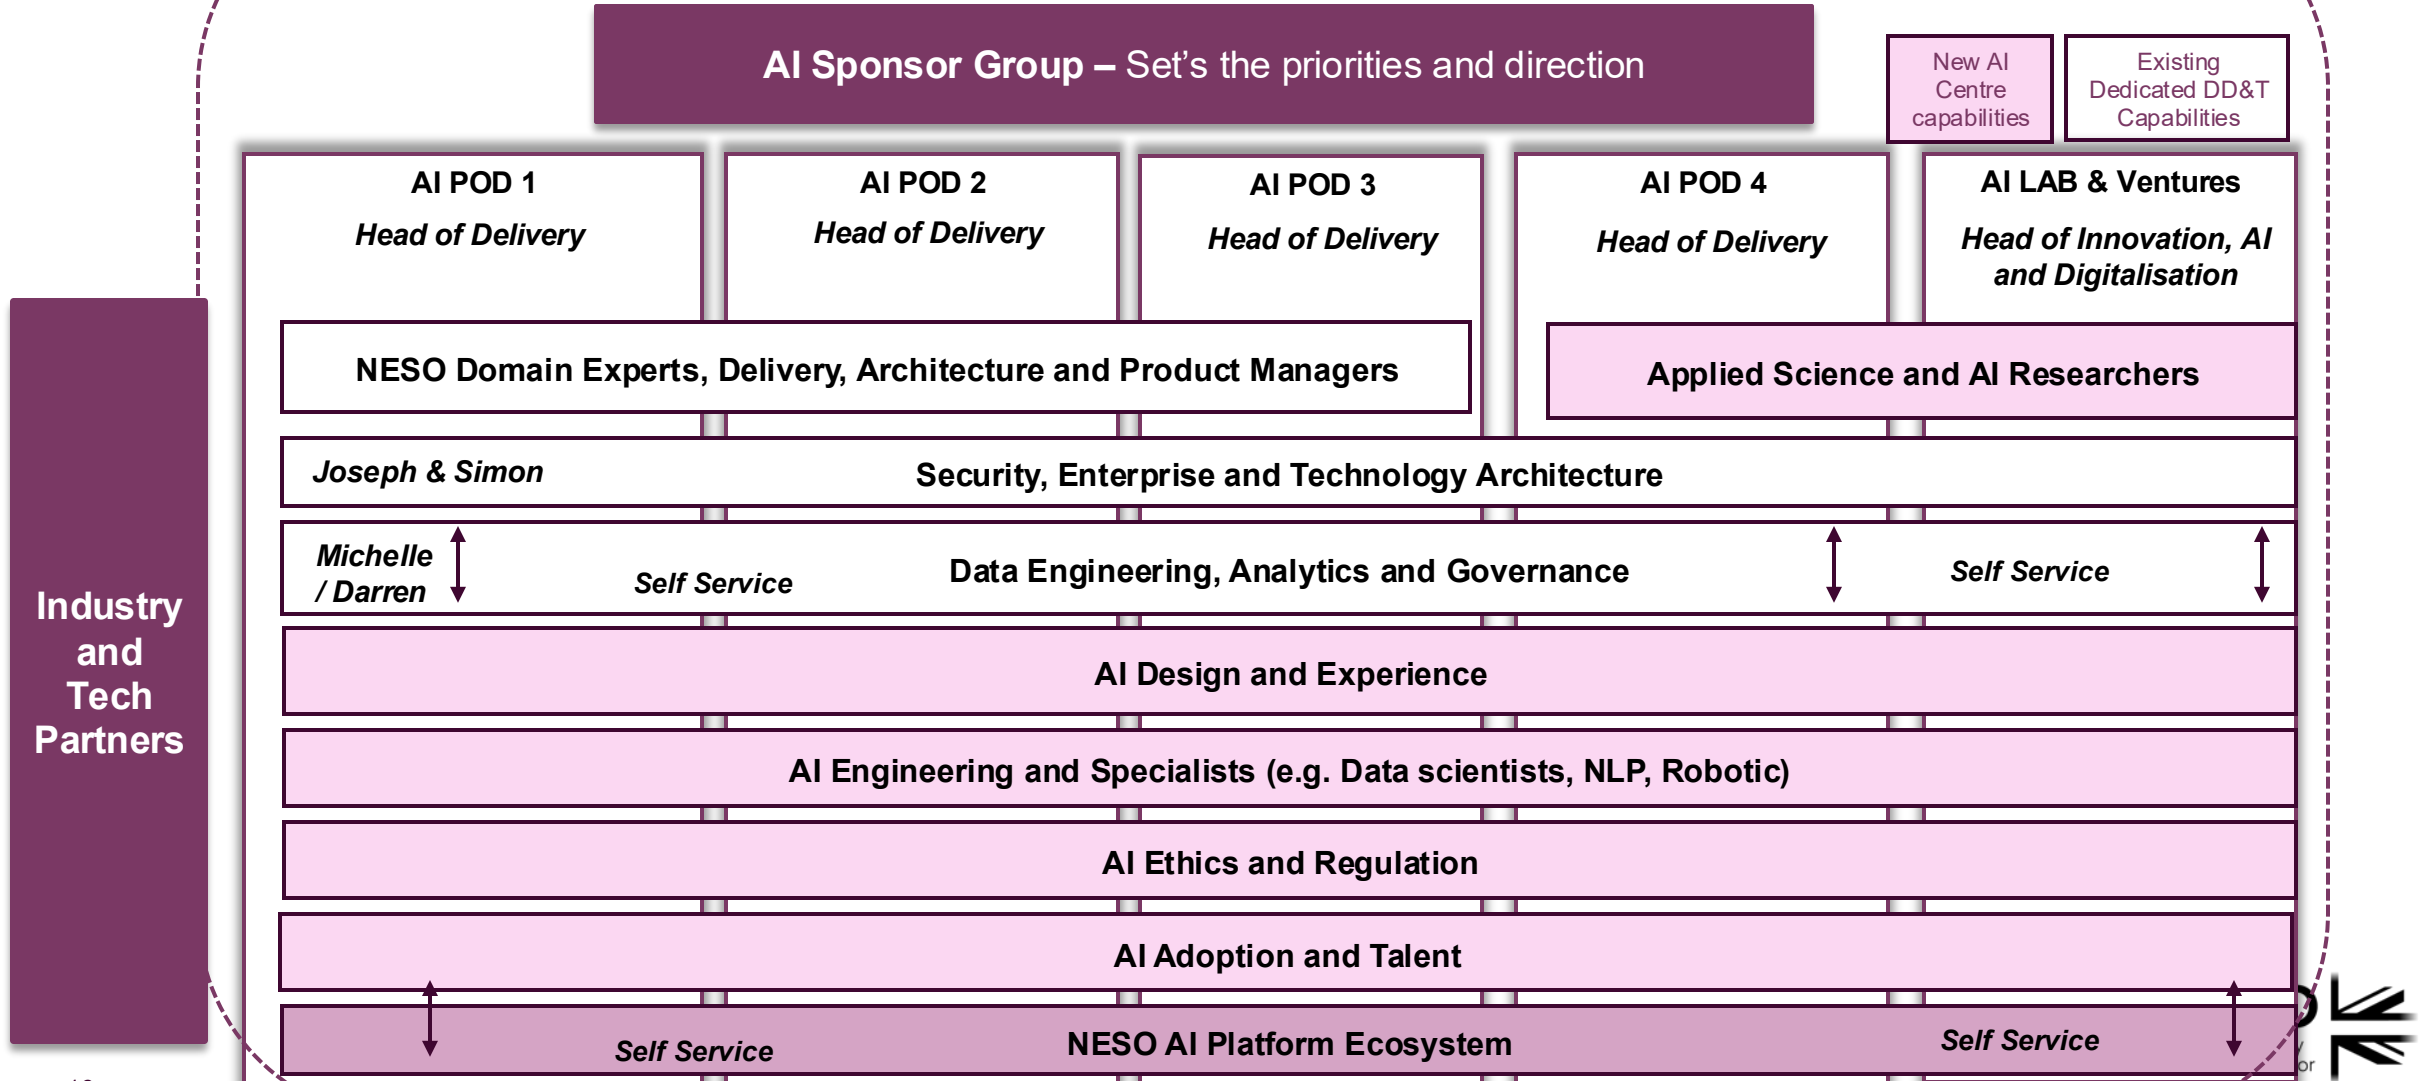 AI Sponsor Group – Set's the priorities and direction
New AI
Centre
capabilities
Existing
Dedicated DD&T
Capabilities
AI POD 1
Head of Delivery
AI POD 2
Head of Delivery
AI POD 3
Head of Delivery
AI POD 4
Head of Delivery
AI LAB & Ventures
Head of Innovation, AI
and Digitalisation
Industry
and
Tech
Partners
NESO Domain Experts, Delivery, Architecture and Product Managers
Applied Science and AI Researchers
Joseph & Simon
Security, Enterprise and Technology Architecture
Michelle
/ Darren
Self Service
Data Engineering, Analytics and Governance
Self Service
AI Design and Experience
AI Engineering and Specialists (e.g. Data scientists, NLP, Robotic)
AI Ethics and Regulation
AI Adoption and Talent
Self Service
NESO AI Platform Ecosystem
Self Service